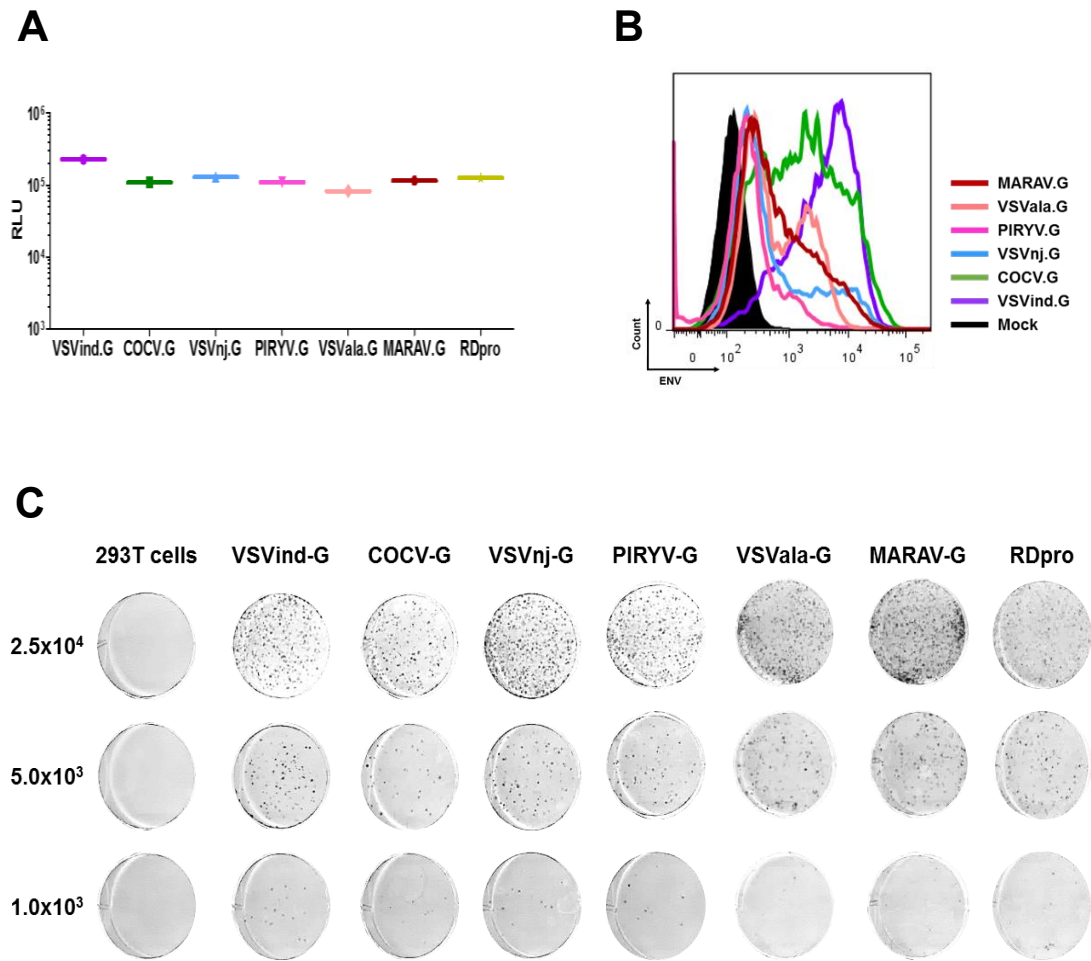 A
10⁶
10⁵
10⁴
10³
RLU
VSVind.G COCV.G VSVnj.G PIRYV.G VSVala.G MARAV.G RDpro
B
MARAV.G
VSVala.G
PIRYV.G
VSVnj.G
COCV.G
VSVind.G
Mock
Count
0
0 10² 10³ 10⁴ 10⁵
ENV
C
293T cells VSVind-G COCV-G VSVnj-G PIRYV-G VSVala-G MARAV-G RDpro
2.5x10⁴
5.0x10³
1.0x10³